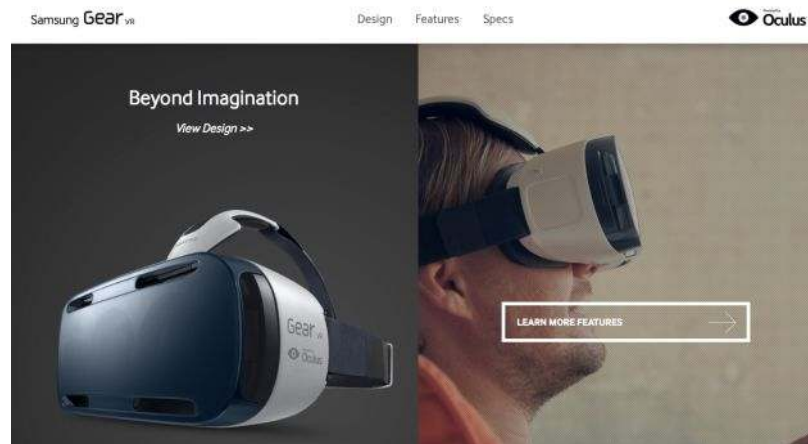 Samsung Gear VR
Design
Features
Specs
Oculus
Beyond Imagination
View Design >>
Gear VR
Oculus
LEARN MORE FEATURES